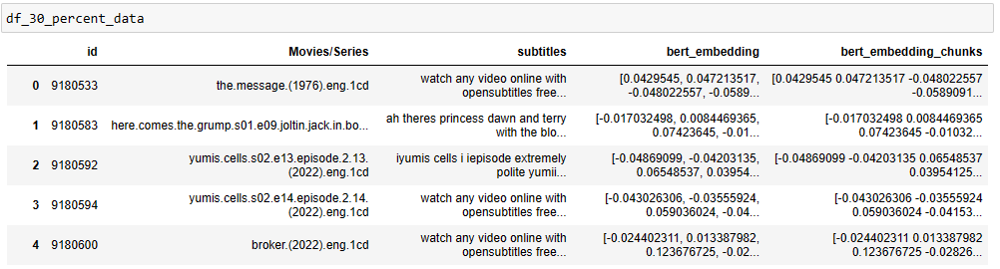 df_30_percent_data
id Movies/Series subtitles bert_embedding bert_embedding_chunks
0 9180533 the.message.(1976).eng.1cd watch any video online with opensubtitles free... [0.0429545, 0.047213517, -0.048022557, -0.0589... [0.0429545 0.047213517 -0.048022557 -0.0589091...
1 9180583 here.comes.the.grump.s01.e09.joltin.jack.in.bo... ah theres princess dawn and terry with the blo... [-0.017032498, 0.0084469365, 0.07423645, -0.01... [-0.017032498 0.0084469365 0.07423645 -0.01032...
2 9180592 yumis.cells.s02.e13.episode.2.13.(2022).eng.1cd iyumis cells i iepisode extremely polite yumii... [-0.04869099, -0.04203135, 0.06548537, 0.03954... [-0.04869099 -0.04203135 0.06548537 0.03954125...
3 9180594 yumis.cells.s02.e14.episode.2.14.(2022).eng.1cd watch any video online with opensubtitles free... [-0.043026306, -0.03555924, 0.059036024, -0.04... [-0.043026306 -0.03555924 0.059036024 -0.04153...
4 9180600 broker.(2022).eng.1cd watch any video online with opensubtitles free... [-0.024402311, 0.013387982, 0.123676725, -0.02... [-0.024402311 0.013387982 0.123676725 -0.02826...